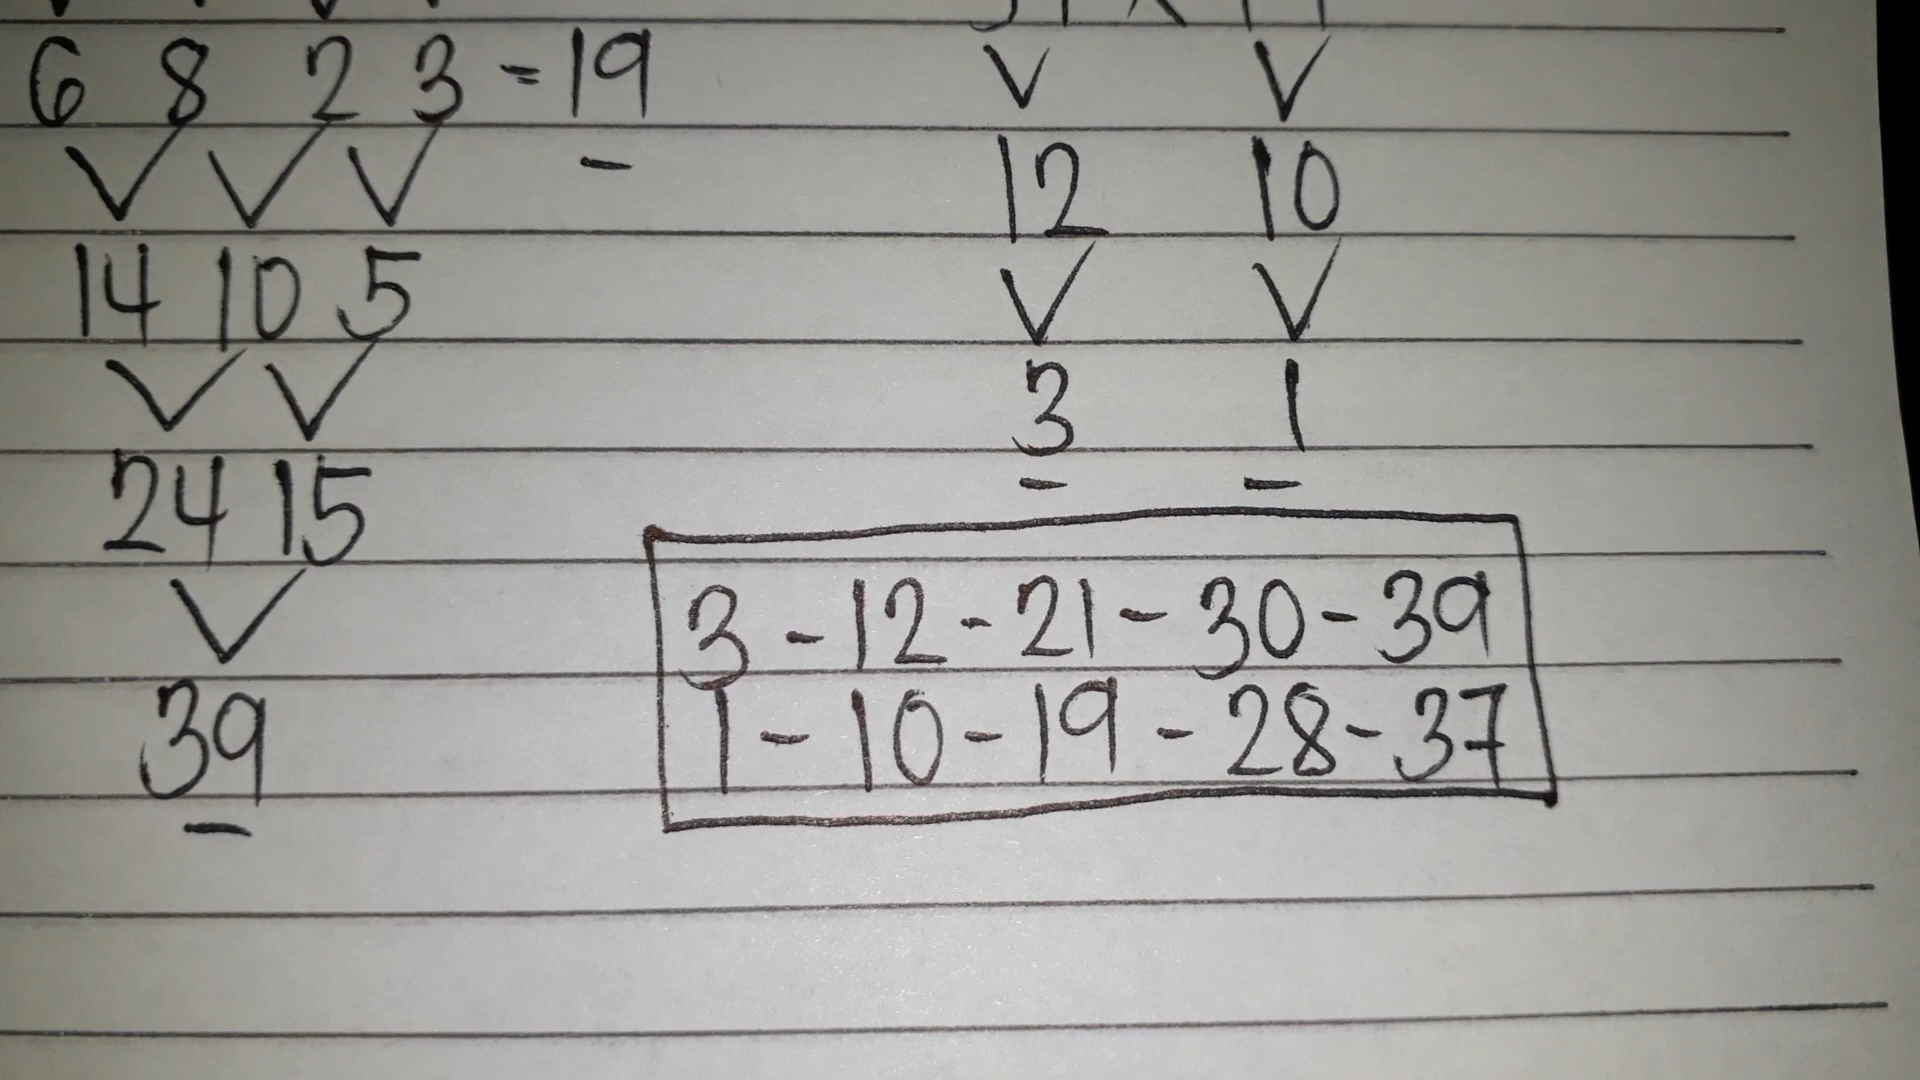 6 8 2 3 = 19
14 10 5
24 15
39
12 10
3 1
3 - 12 - 21 - 30 - 39
1 - 10 - 19 - 28 - 37